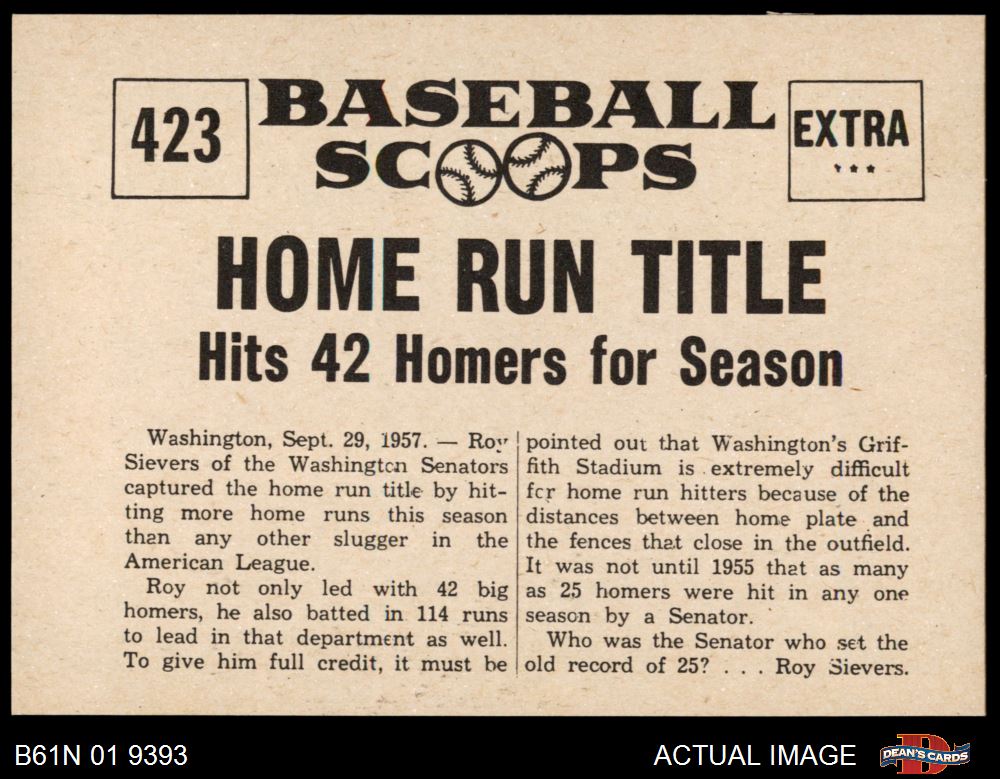 423
BASEBALL
SCOOPS
EXTRA
***
HOME RUN TITLE
Hits 42 Homers for Season
Washington, Sept. 29, 1957. — Roy
Sievers of the Washington Senators
captured the home run title by hit-
ting more home runs this season
than any other slugger in the
American League.
Roy not only led with 42 big
homers, he also batted in 114 runs
to lead in that department as well.
To give him full credit, it must be
pointed out that Washington's Grif-
fith Stadium is extremely difficult
for home run hitters because of the
distances between home plate and
the fences that close in the outfield.
It was not until 1955 that as many
as 25 homers were hit in any one
season by a Senator.
Who was the Senator who set the
old record of 25? . . . Roy Sievers.
B61N 01 9393
ACTUAL IMAGE
DEAN'S CARDS